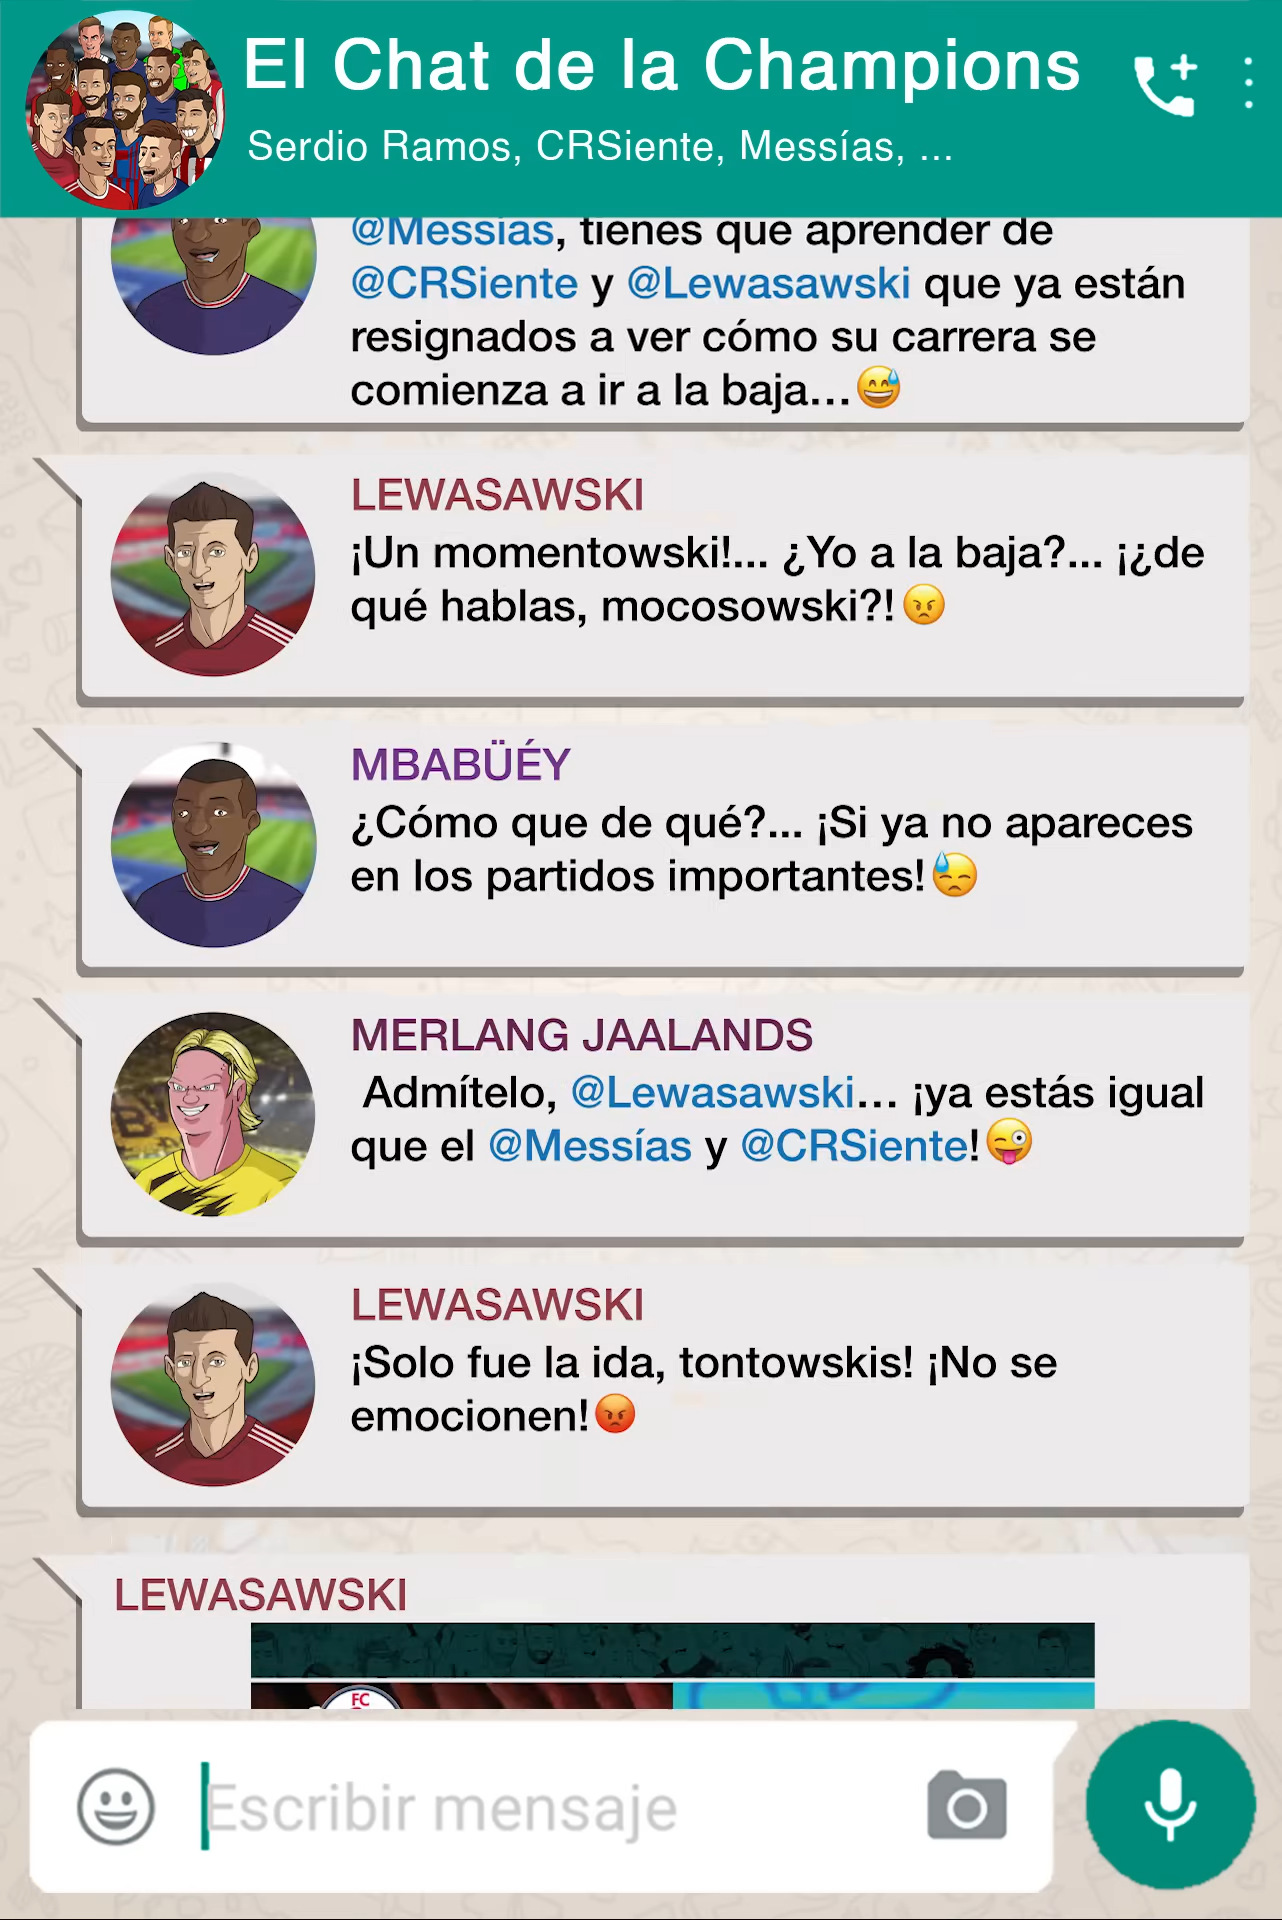 El Chat de la Champions
Serdio Ramos, CRSiente, Messías, ...
@Messías, tienes que aprender de
@CRSiente y @Lewasawski que ya están
resignados a ver cómo su carrera se
comienza a ir a la baja...😅
LEWASAWSKI
¡Un momentowski!... ¿Yo a la baja?... ¡¿de
qué hablas, mocosowski?!😠
MBABÜÉY
¿Cómo que de qué?... ¡Si ya no apareces
en los partidos importantes!😓
MERLANG JAALANDS
Admítelo, @Lewasawski... ¡ya estás igual
que el @Messías y @CRSiente!😜
LEWASAWSKI
¡Solo fue la ida, tontowskis! ¡No se
emocionen!😡
LEWASAWSKI
FC
Escribir mensaje